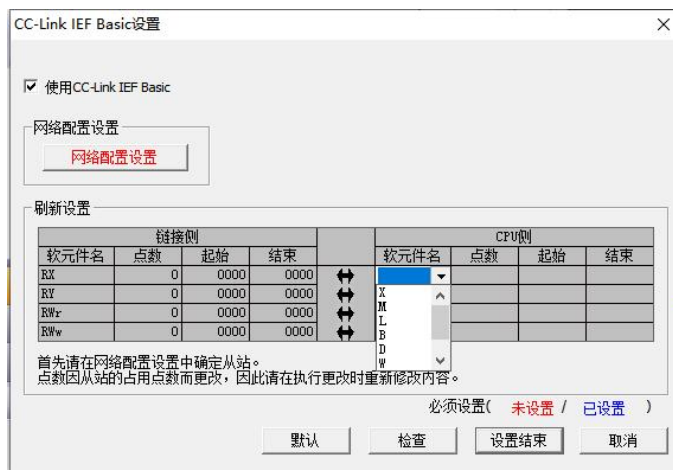 CC-Link IEF Basic设置
使用CC-Link IEF Basic
网络配置设置
网络配置设置
刷新设置
链接侧 CPU侧
软元件名 点数 起始 结束 软元件名 点数 起始 结束
RX 0 0000 0000
RY 0 0000 0000 X
M
RWr 0 0000 0000 L
B
RWw 0 0000 0000 D
W
首先请在网络配置设置中确定从站。
点数因从站的占用点数而更改，因此请在执行更改时重新修改内容。
必须设置( 未设置 / 已设置 )
默认 检查 设置结束 取消